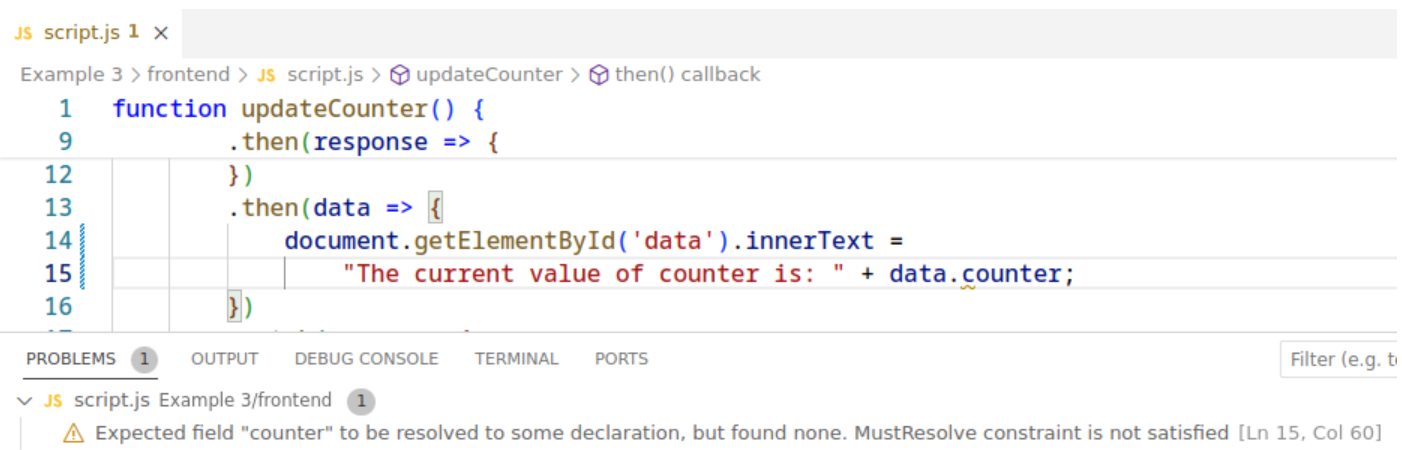 JS script.js 1 ×
Example 3 > frontend > JS script.js > updateCounter > then() callback
1 function updateCounter() {
9 .then(response => {
12 })
13 .then(data => {
14 document.getElementById('data').innerText =
15 "The current value of counter is: " + data.counter;
16 })
PROBLEMS 1 OUTPUT DEBUG CONSOLE TERMINAL PORTS Filter (e.g.
JS script.js Example 3/frontend 1
Expected field "counter" to be resolved to some declaration, but found none. MustResolve constraint is not satisfied [Ln 15, Col 60]